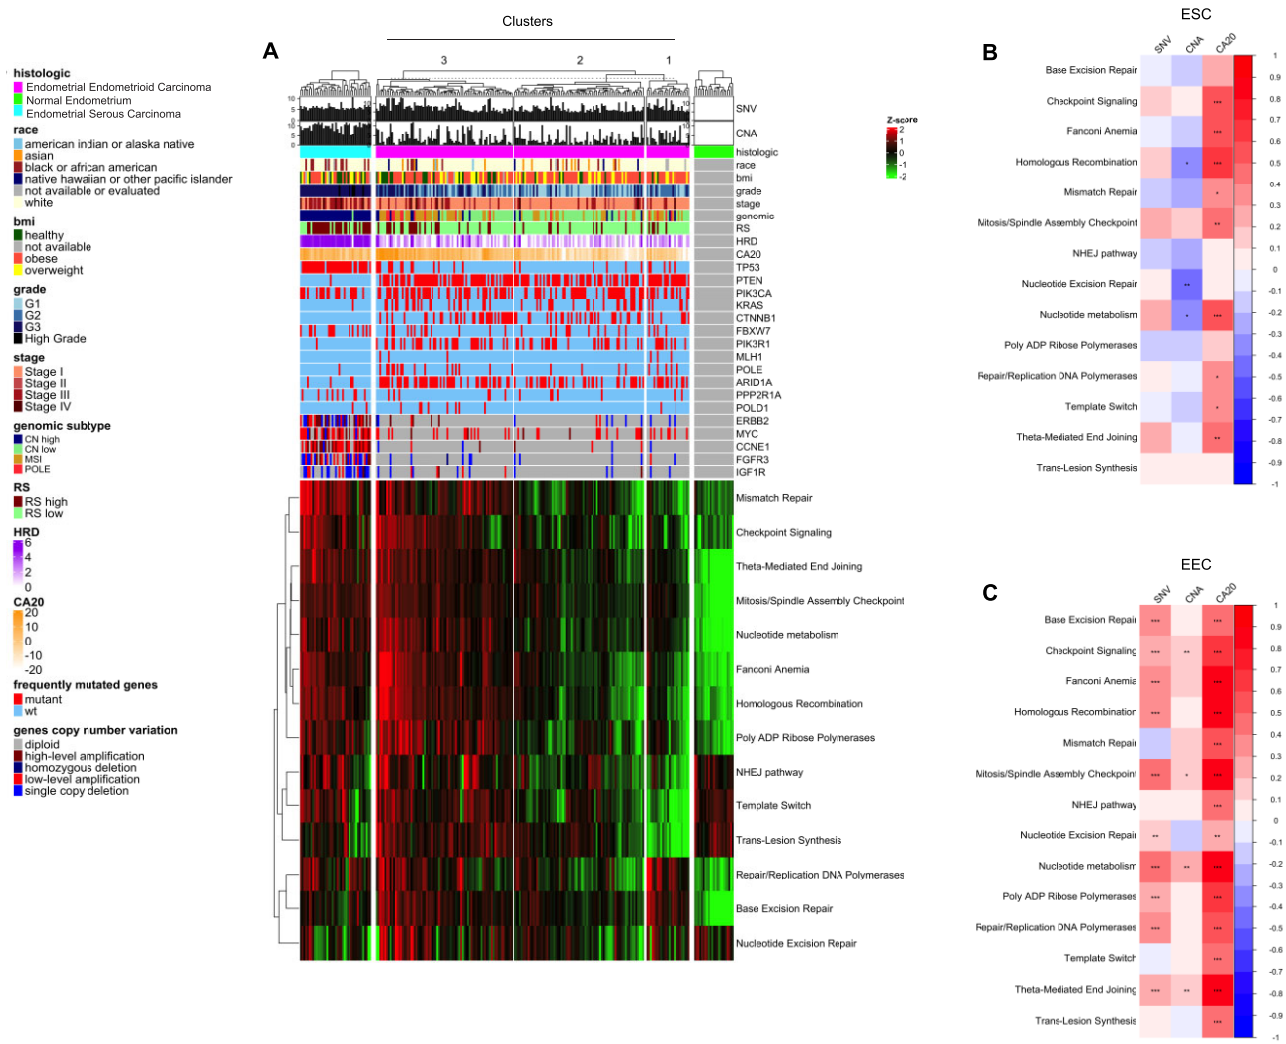 Clusters
A
3
2
1
histologic
Endometrial Endometrioid Carcinoma
Normal Endometrium
Endometrial Serous Carcinoma
race
american indian or alaska native
asian
black or african american
native hawaiian or other pacific islander
not available or evaluated
white
bmi
healthy
not available
obese
overweight
grade
G1
G2
G3
High Grade
stage
Stage I
Stage II
Stage III
Stage IV
genomic subtype
CN high
CN low
MSI
POLE
RS
RS high
RS low
HRD
6
4
2
0
CA20
20
10
0
-10
-20
frequently mutated genes
mutant
wt
genes copy number variation
diploid
high-level amplification
homozygous deletion
low-level amplification
single copy deletion
10
5
0
SNV
10
5
0
CNA
histologic
race
bmi
grade
stage
genomic
RS
HRD
CA20
TP53
PTEN
PIK3CA
KRAS
CTNNB1
FBXW7
PIK3R1
MLH1
POLE
ARID1A
PPP2R1A
POLD1
ERBB2
MYC
CCNE1
FGFR3
IGF1R
Mismatch Repair
Checkpoint Signaling
Theta-Mediated End Joining
Mitosis/Spindle Assembly Checkpoint
Nucleotide metabolism
Fanconi Anemia
Homologous Recombination
Poly ADP Ribose Polymerases
NHEJ pathway
Template Switch
Trans-Lesion Synthesis
Repair/Replication DNA Polymerases
Base Excision Repair
Nucleotide Excision Repair
Z-score
2
1
0
-1
-2
ESC
B
SNV
CNA
CA20
Base Excision Repair
Checkpoint Signaling ***
Fanconi Anemia ***
Homologous Recombination * ***
Mismatch Repair *
Mitosis/Spindle Assembly Checkpoint **
NHEJ pathway
Nucleotide Excision Repair **
Nucleotide metabolism * ***
Poly ADP Ribose Polymerases
Repair/Replication DNA Polymerases *
Template Switch *
Theta-Mediated End Joining **
Trans-Lesion Synthesis
1
0.9
0.8
0.7
0.6
0.5
0.4
0.3
0.2
0.1
0
-0.1
-0.2
-0.3
-0.4
-0.5
-0.6
-0.7
-0.8
-0.9
-1
EEC
C
SNV
CNA
CA20
Base Excision Repair *** ***
Checkpoint Signaling *** ** ***
Fanconi Anemia *** ***
Homologous Recombination *** ***
Mismatch Repair ***
Mitosis/Spindle Assembly Checkpoint *** * ***
NHEJ pathway ***
Nucleotide Excision Repair ** **
Nucleotide metabolism *** ** ***
Poly ADP Ribose Polymerases *** ***
Repair/Replication DNA Polymerases *** ***
Template Switch ***
Theta-Mediated End Joining *** ** ***
Trans-Lesion Synthesis ***
1
0.9
0.8
0.7
0.6
0.5
0.4
0.3
0.2
0.1
0
-0.1
-0.2
-0.3
-0.4
-0.5
-0.6
-0.7
-0.8
-0.9
-1